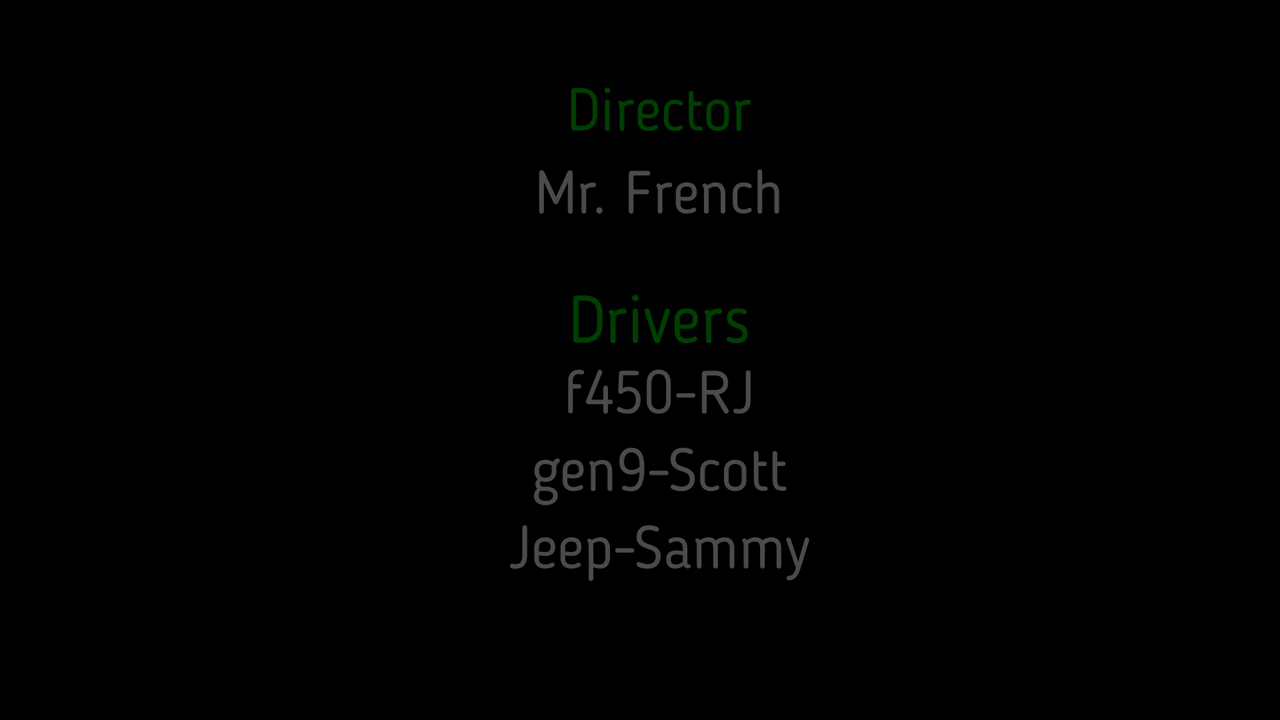 Director
Mr. French
Drivers
f450-RJ
gen9-Scott
Jeep-Sammy